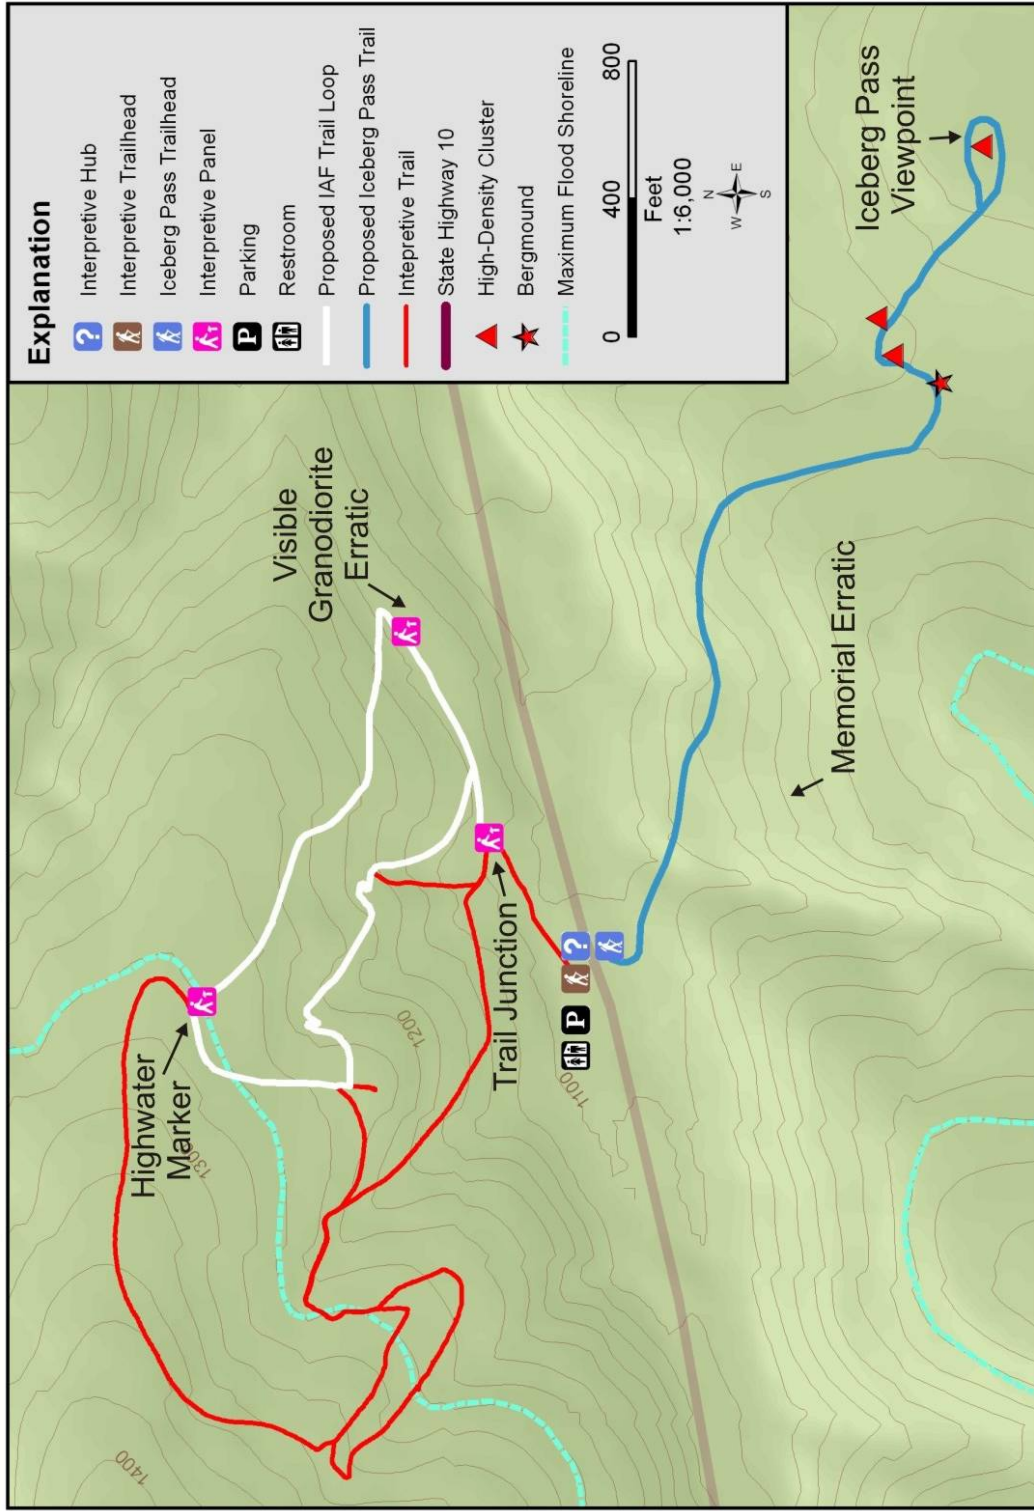 Explanation
Interpretive Hub
Interpretive Trailhead
Iceberg Pass Trailhead
Interpretive Panel
P Parking
Restroom
Proposed IAF Trail Loop
Proposed Iceberg Pass Trail
Intepretive Trail
State Highway 10
High-Density Cluster
Bergmound
Maximum Flood Shoreline
0 400 800
Feet
1:6,000
N
W E
S
Highwater
Marker
Visible
Granodiorite
Erratic
Trail Junction
Memorial Erratic
Iceberg Pass
Viewpoint
1400
1300
1200
1100
?
P